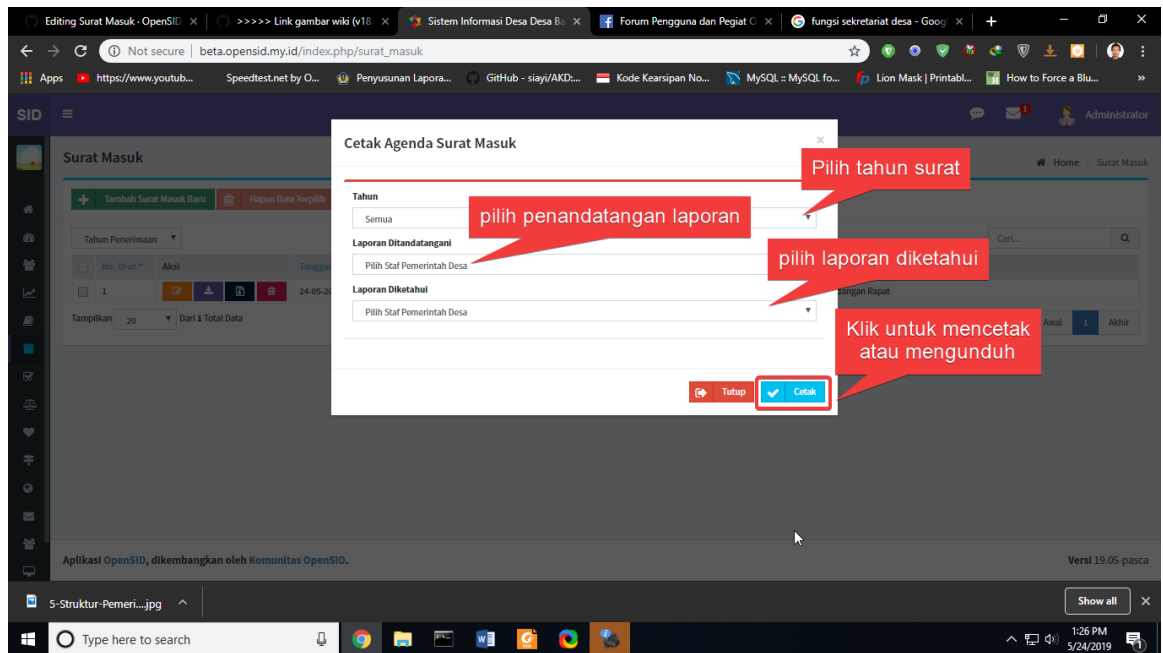 Editing Surat Masuk · OpenSID
>>>>> Link gambar wiki (v18.
Sistem Informasi Desa Desa Ba
Forum Pengguna dan Pegiat O
fungsi sekretariat desa - Goog
Not secure | beta.opensid.my.id/index.php/surat_masuk
Apps
https://www.youtub...
Speedtest.net by O...
Penyusunan Lapora...
GitHub - siayi/AKD:...
Kode Kearsipan No...
MySQL :: MySQL fo...
Lion Mask | Printabl...
How to Force a Blu...
»
SID
1
Administrator
Surat Masuk
Home > Surat Masuk
Tambah Surat Masuk Baru
Hapus Data Terpilih
Tahun Penerimaan
Cari...
No. Urut
Aksi
Tanggal
1
24-05-20
dangan Rapat
Tampilkan
20
Dari 1 Total Data
Awal
1
Akhir
Cetak Agenda Surat Masuk
×
Tahun
Semua
Laporan Ditandatangani
Pilih Staf Pemerintah Desa
Laporan Diketahui
Pilih Staf Pemerintah Desa
Tutup
Cetak
Pilih tahun surat
pilih penandatangan laporan
pilih laporan diketahui
Klik untuk mencetak
atau mengunduh
Aplikasi OpenSID, dikembangkan oleh Komunitas OpenSID.
Versi 19.05-pasca
5-Struktur-Pemeri....jpg
Show all
Type here to search
1:26 PM
5/24/2019
1